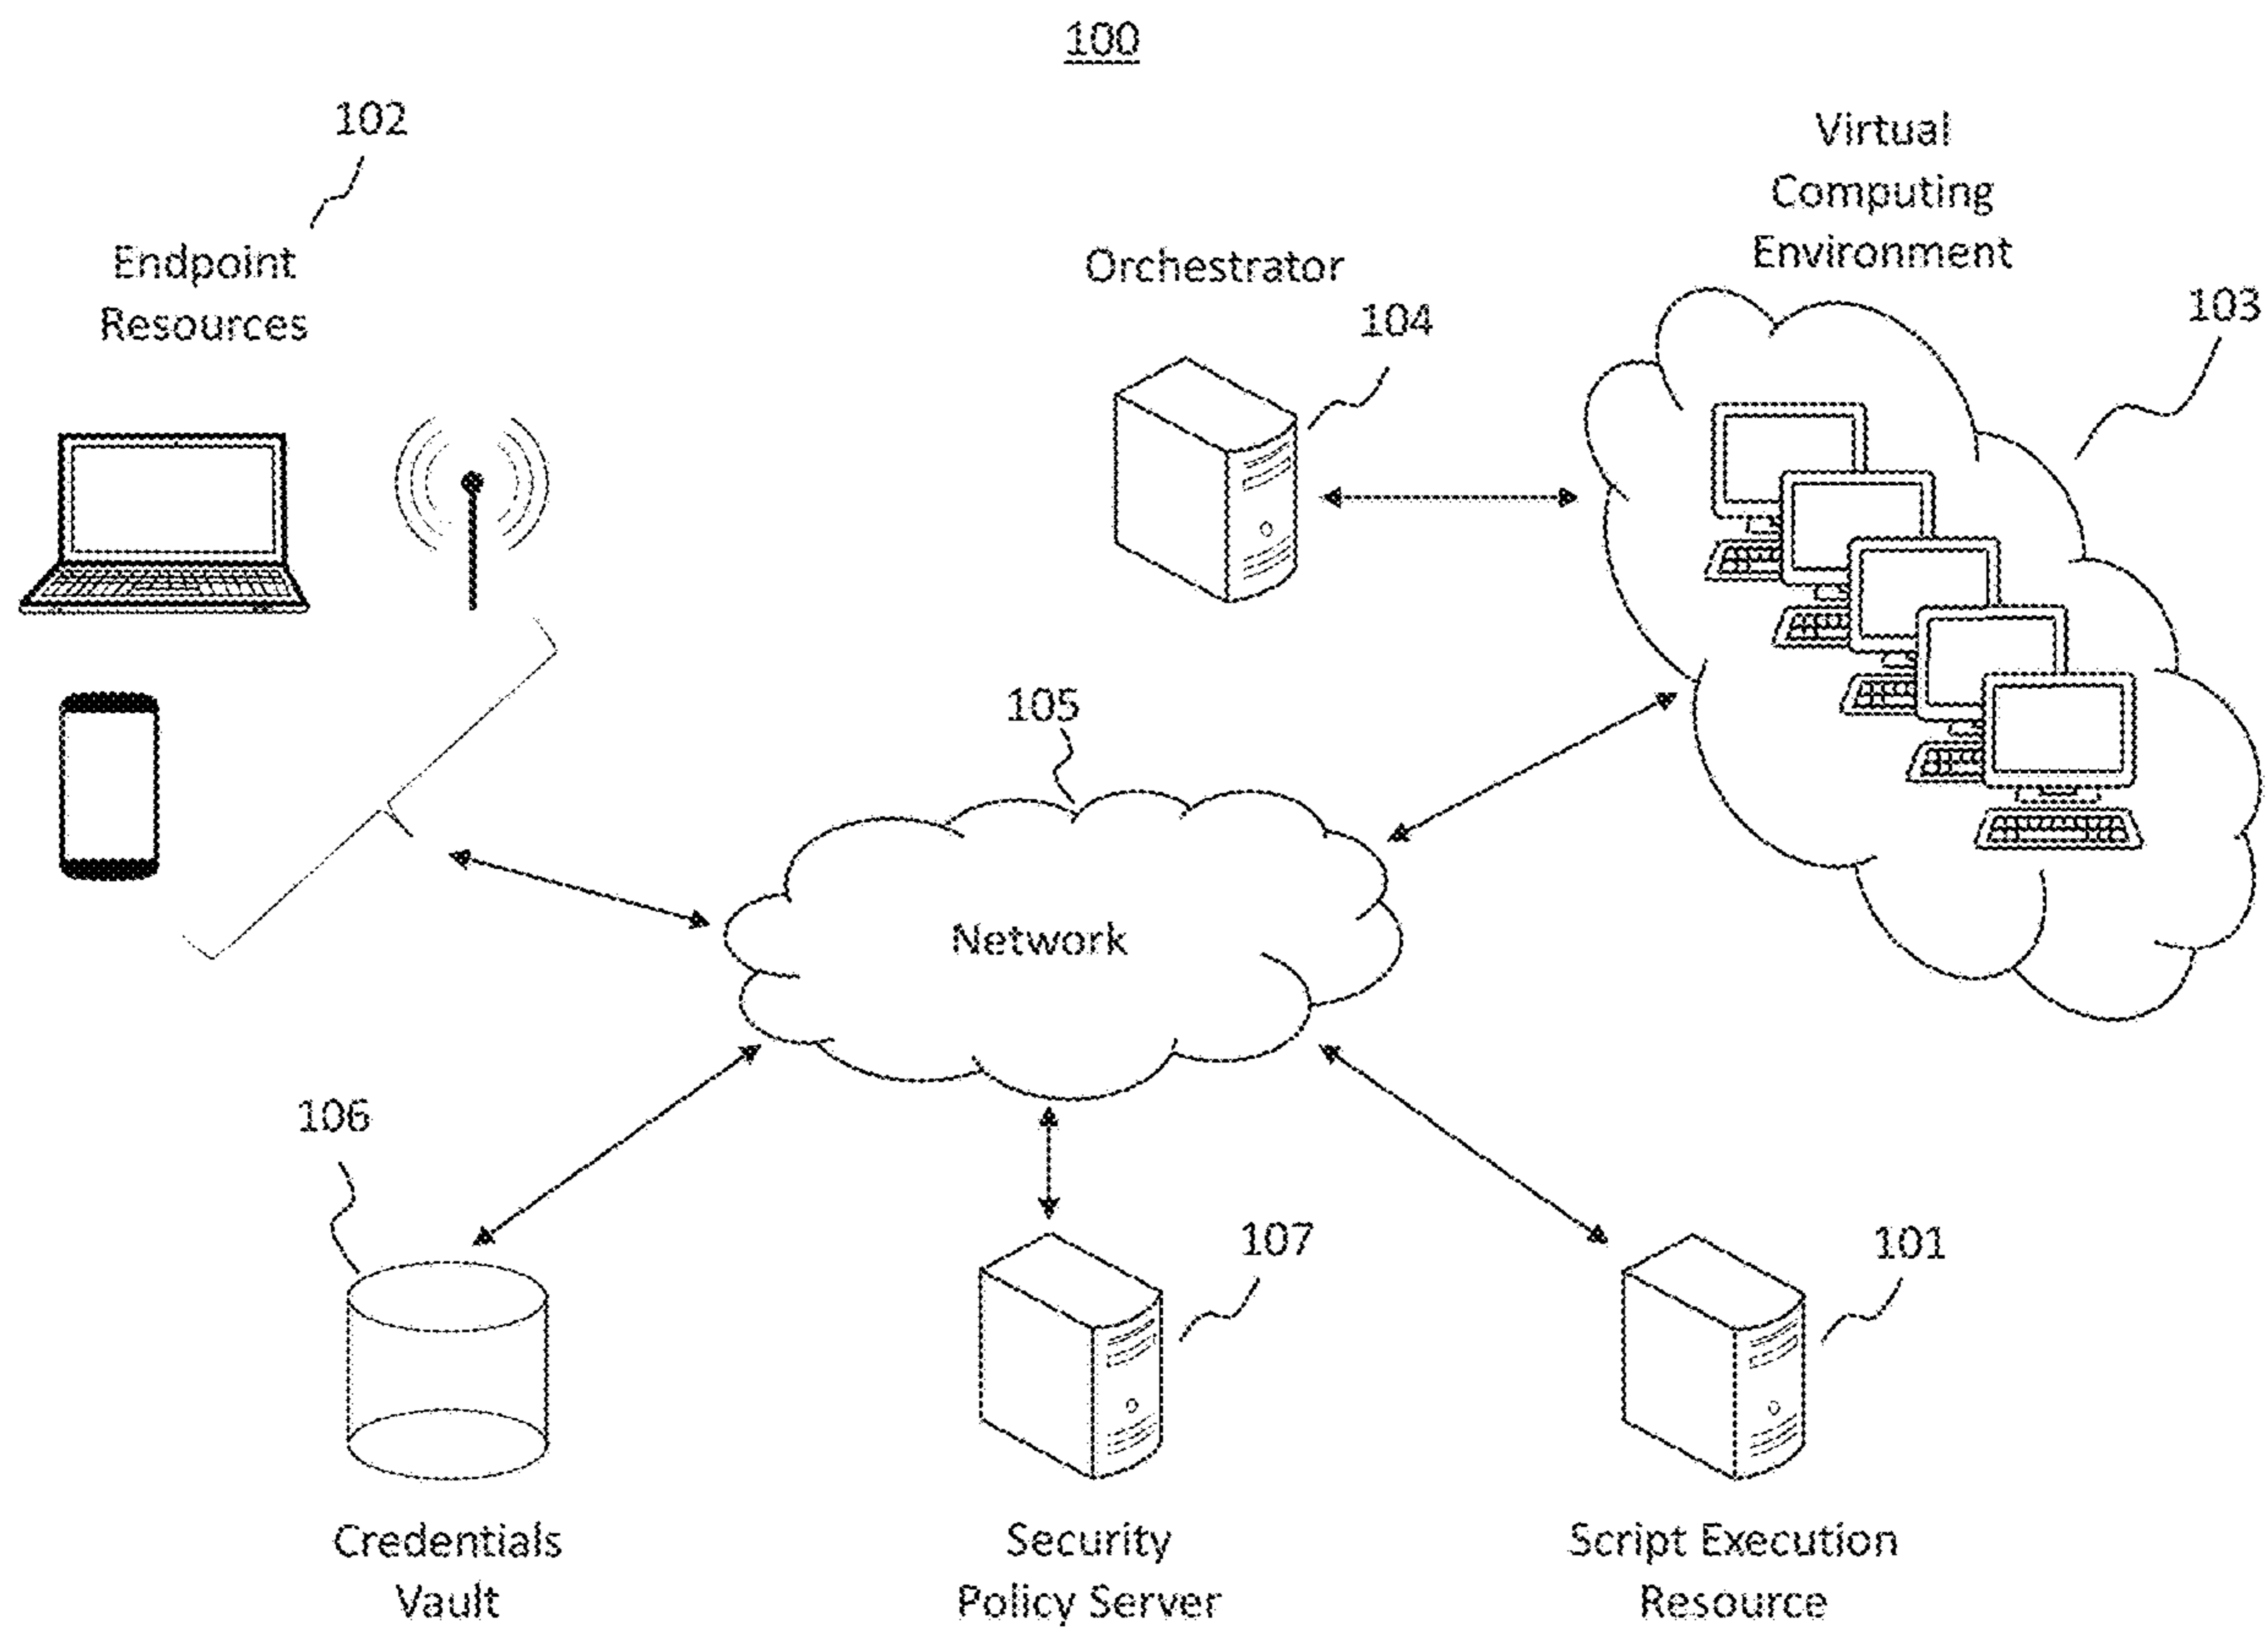 100
102
Endpoint
Resources
Orchestrator
104
Virtual
Computing
Environment
103
105
Network
106
Credentials
Vault
107
Security
Policy Server
101
Script Execution
Resource